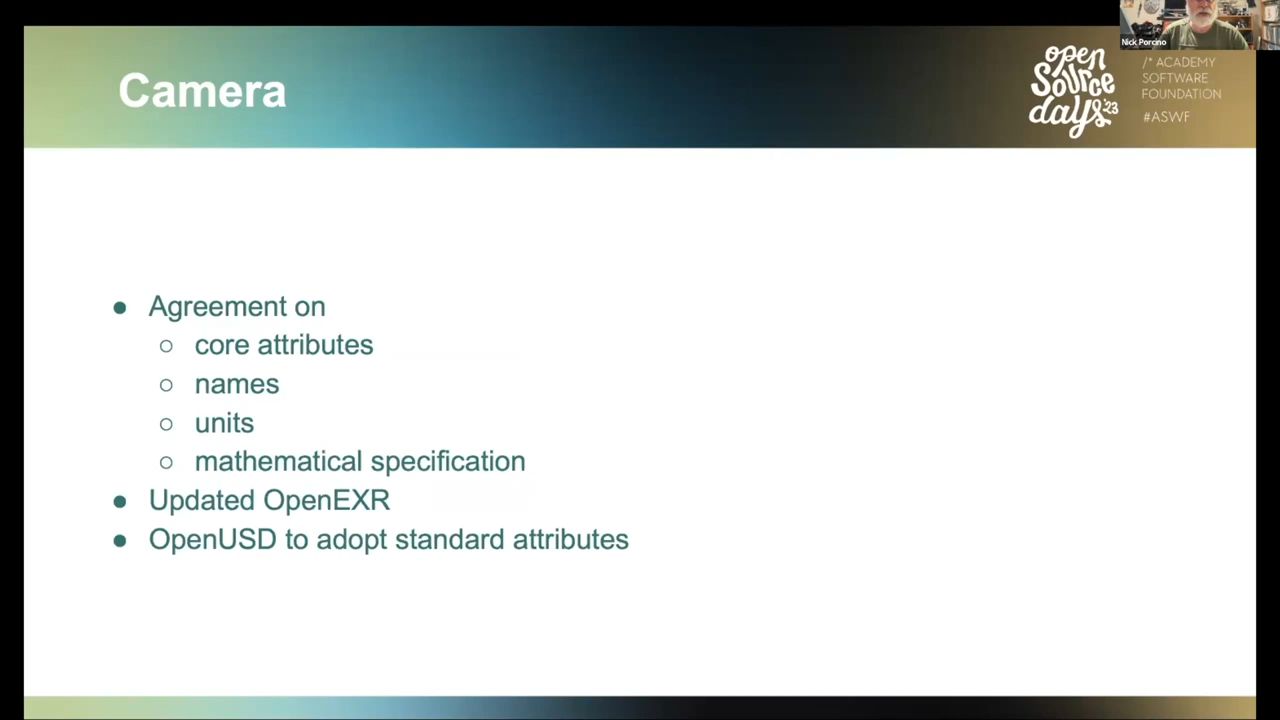 Nick Porcino
Camera
open
source
days '23
/* ACADEMY
SOFTWARE
FOUNDATION
#ASWF
● Agreement on
○ core attributes
○ names
○ units
○ mathematical specification
● Updated OpenEXR
● OpenUSD to adopt standard attributes